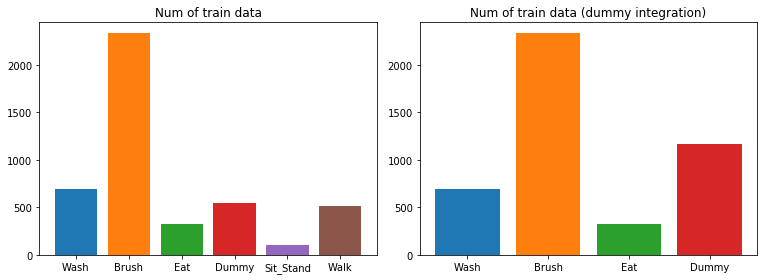 Num of train data
2000
1500
1000
500
0
Wash Brush Eat Dummy Sit_Stand Walk
Num of train data (dummy integration)
2000
1500
1000
500
0
Wash Brush Eat Dummy